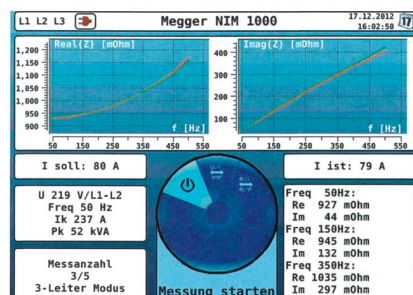 L1 L2 L3
Megger NIM 1000
17.12.2012
16:02:50
17
Real{Z} [mOhm]
1,200
1,150
1,100
1,050
1,000
950
900
f [Hz]
50 150 250 350 450 550
Imag{Z} [mOhm]
400
300
200
100
f [Hz]
50 150 250 350 450 550
I soll: 80 A
I ist: 79 A
U 219 V/L1-L2
Freq 50 Hz
Ik 237 A
Pk 52 kVA
Messanzahl
3/5
3-Leiter Modus
Messung starten
Freq 50Hz:
Re 927 mOhm
Im 44 mOhm
Freq 150Hz:
Re 945 mOhm
Im 132 mOhm
Freq 350Hz:
Re 1035 mOhm
Im 297 mOhm